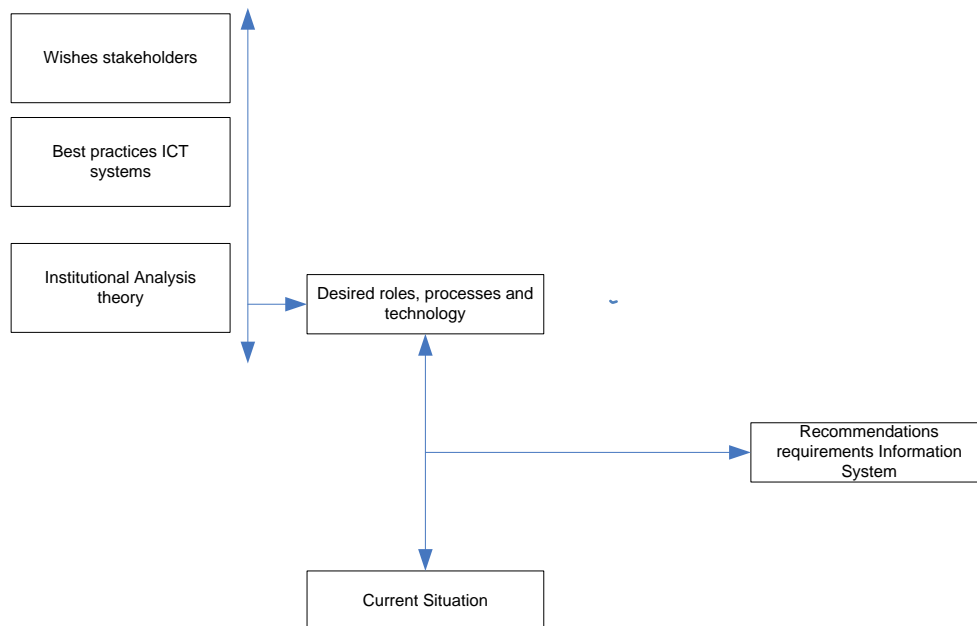 Wishes stakeholders
Best practices ICT
systems
Institutional Analysis
theory
Desired roles, processes and
technology
Recommendations
requirements Information
System
Current Situation